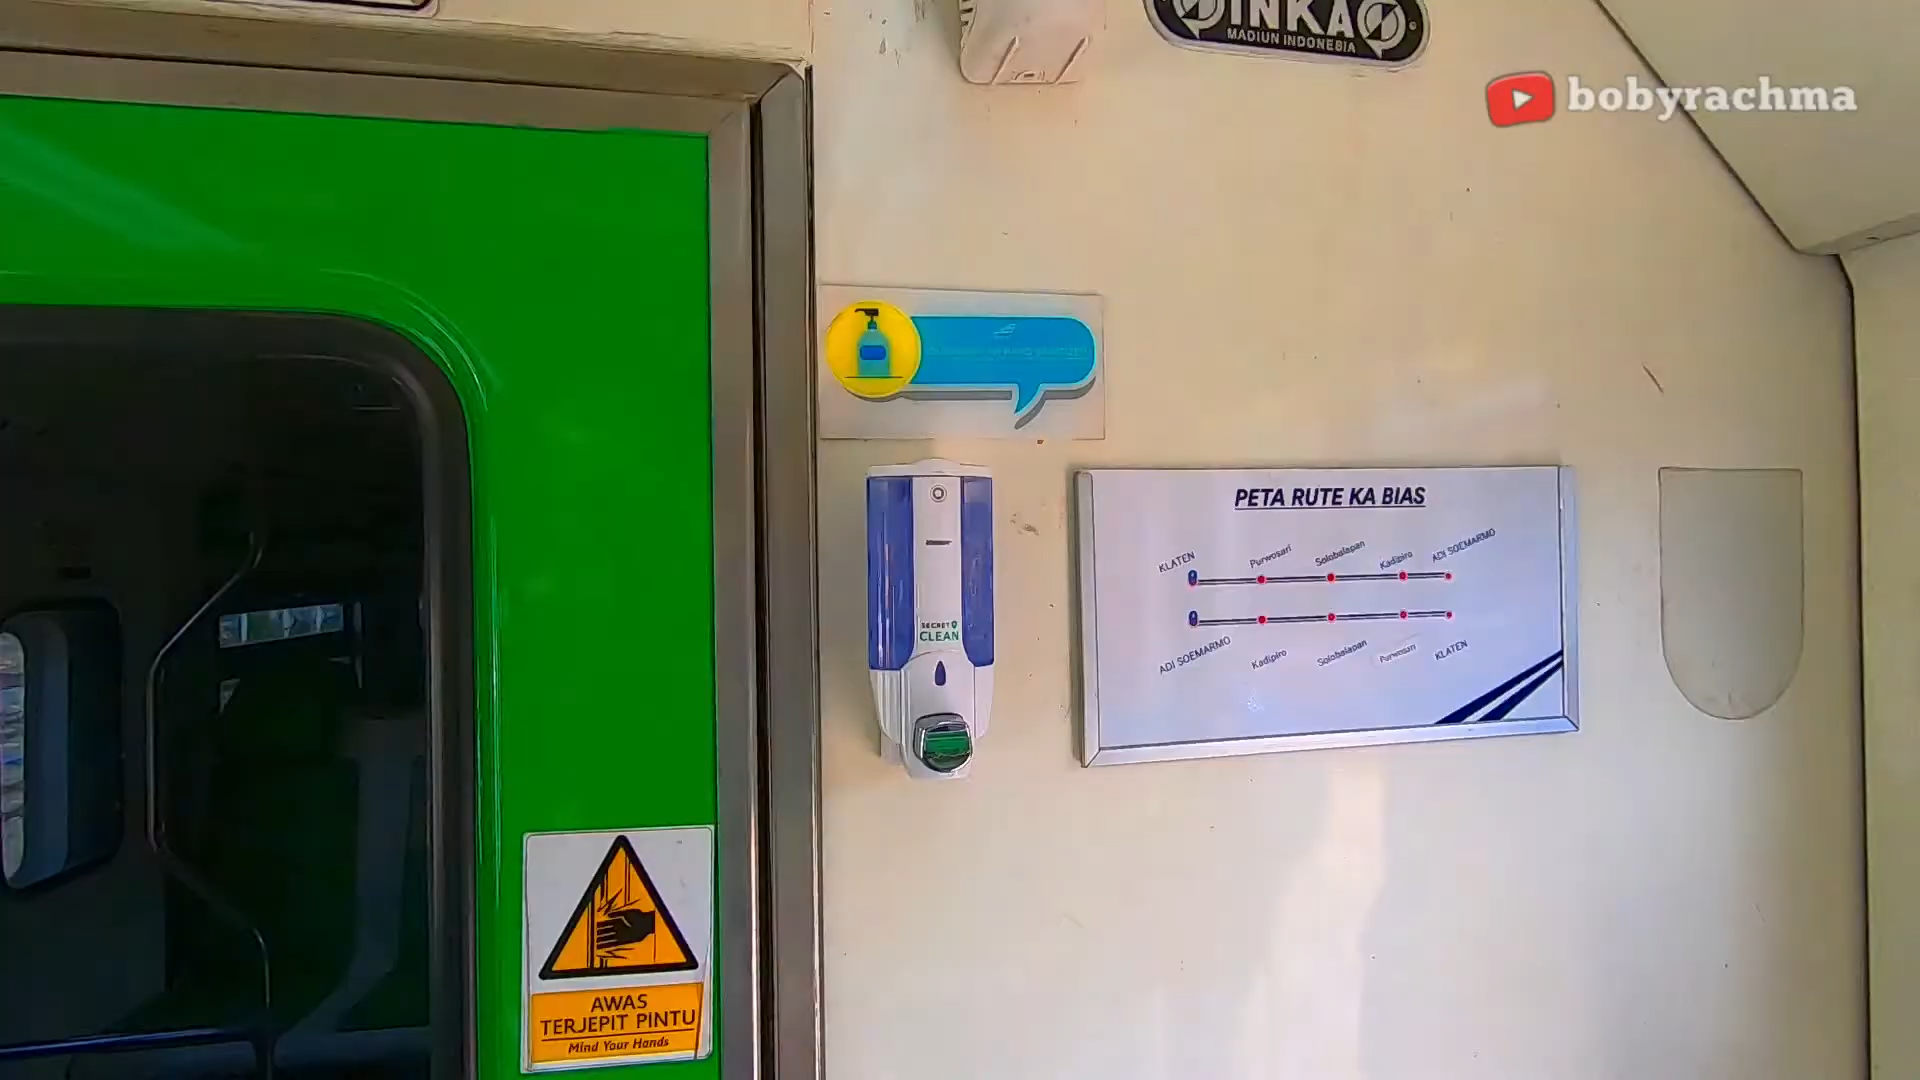 INKA
MADIUN INDONESIA
bobyrachma
PETA RUTE KA BIAS
KLATEN Purwosari Solobalapan Kadipiro ADI SOEMARMO
ADI SOEMARMO Kadipiro Solobalapan Purwosari KLATEN
SECRET
CLEAN
AWAS
TERJEPIT PINTU
Mind Your Hands